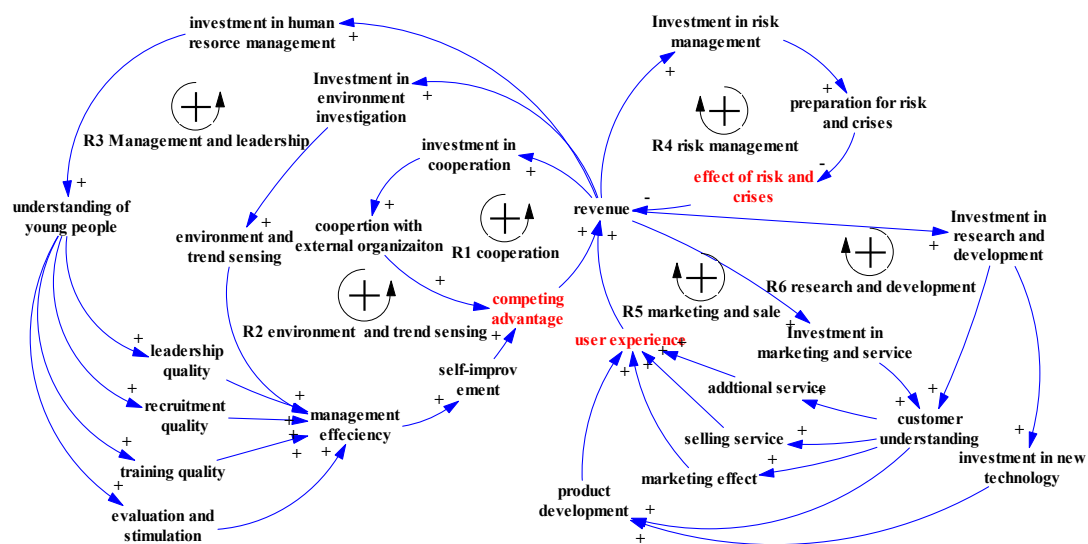 investment in human
resorce management
Investment in
environment
investigation
R3 Management and leadership
investment in
cooperation
understanding of
young people
environment and
trend sensing
coopertion with
external organizaiton
R1 cooperation
R2 environment and trend sensing
competing
advantage
leadership
quality
recruitment
quality
training quality
evaluation and
stimulation
management
effeciency
self-improv
ement
Investment in risk
management
preparation for risk
and crises
R4 risk management
effect of risk and
crises
revenue
Investment in
research and
development
R6 research and development
R5 marketing and sale
Investment in
marketing and service
user experience
addtional service
selling service
marketing effect
product
development
customer
understanding
investment in new
technology